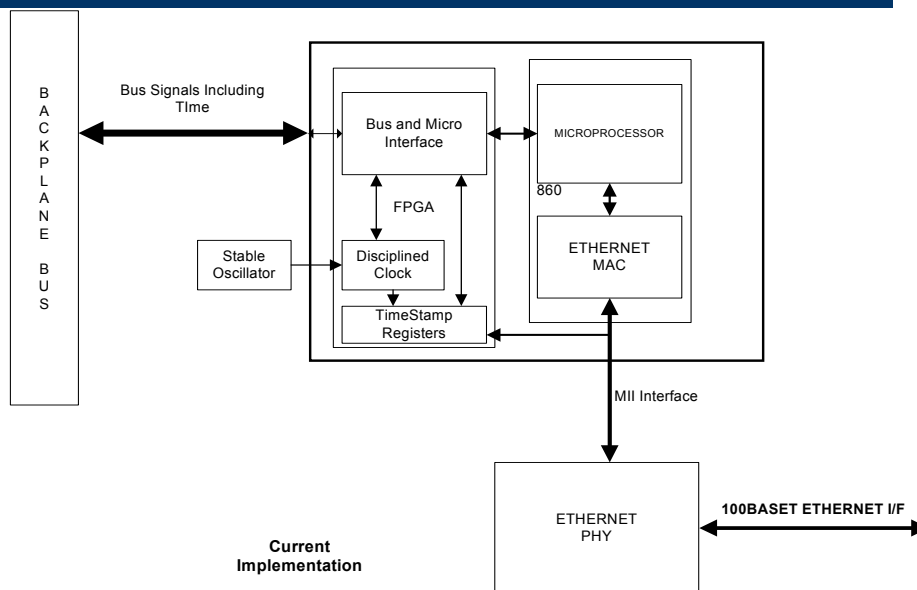 B
A
C
K
P
L
A
N
E
B
U
S
Bus Signals Including
TIme
Bus and Micro
Interface
MICROPROCESSOR
860
FPGA
ETHERNET
MAC
Stable
Oscillator
Disciplined
Clock
TimeStamp
Registers
MII Interface
ETHERNET
PHY
100BASET ETHERNET I/F
Current
Implementation